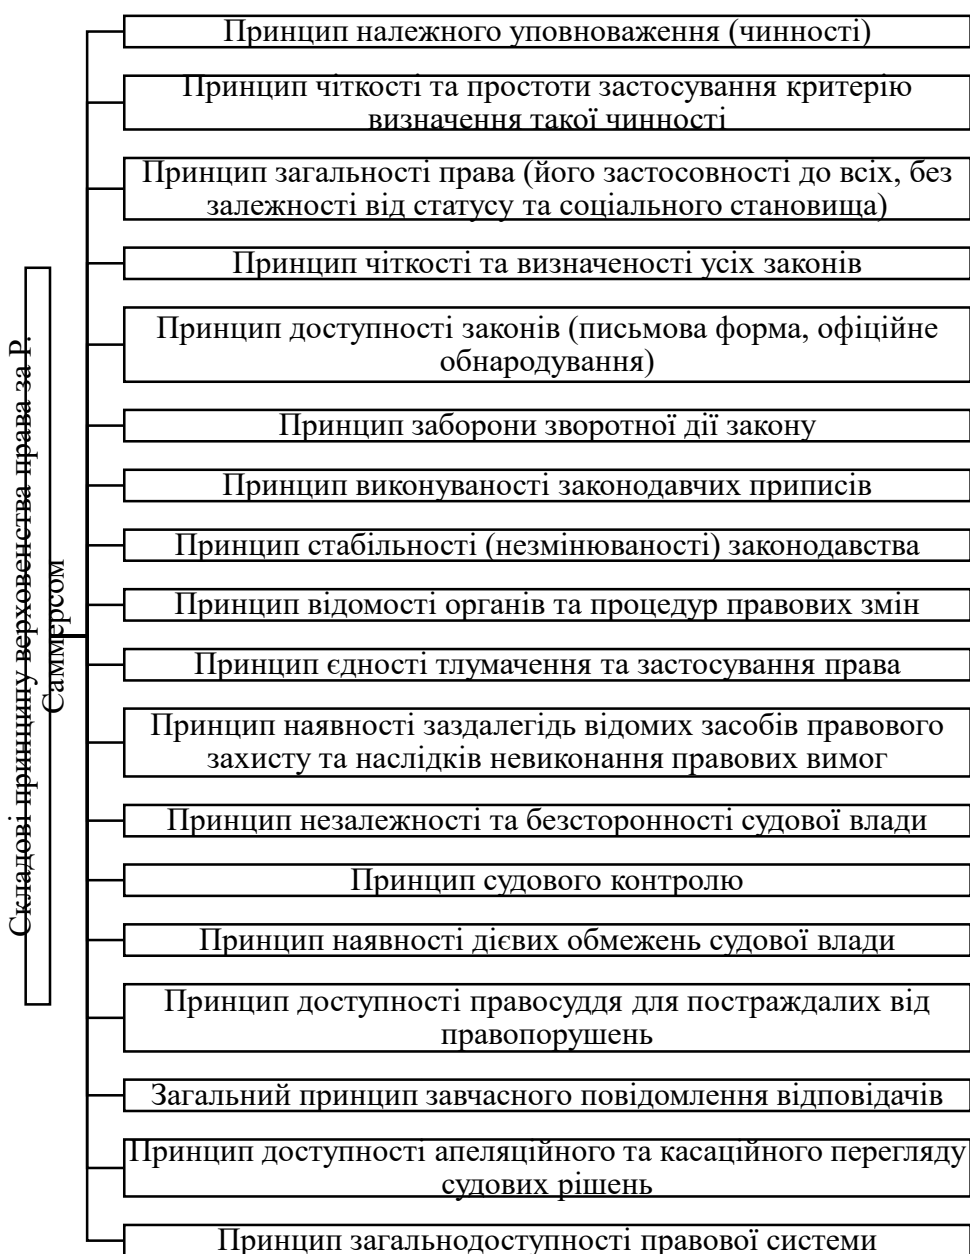 Складові принципу верховенства права за Р.
Саммерсом
Принцип належного уповноваження (чинності)
Принцип чіткості та простоти застосування критерію
визначення такої чинності
Принцип загальності права (його застосовності до всіх, без
залежності від статусу та соціального становища)
Принцип чіткості та визначеності усіх законів
Принцип доступності законів (письмова форма, офіційне
обнародування)
Принцип заборони зворотної дії закону
Принцип виконуваності законодавчих приписів
Принцип стабільності (незмінюваності) законодавства
Принцип відомості органів та процедур правових змін
Принцип єдності тлумачення та застосування права
Принцип наявності заздалегідь відомих засобів правового
захисту та наслідків невиконання правових вимог
Принцип незалежності та безсторонності судової влади
Принцип судового контролю
Принцип наявності дієвих обмежень судової влади
Принцип доступності правосуддя для постраждалих від
правопорушень
Загальний принцип завчасного повідомлення відповідачів
Принцип доступності апеляційного та касаційного перегляду
судових рішень
Принцип загальнодоступності правової системи